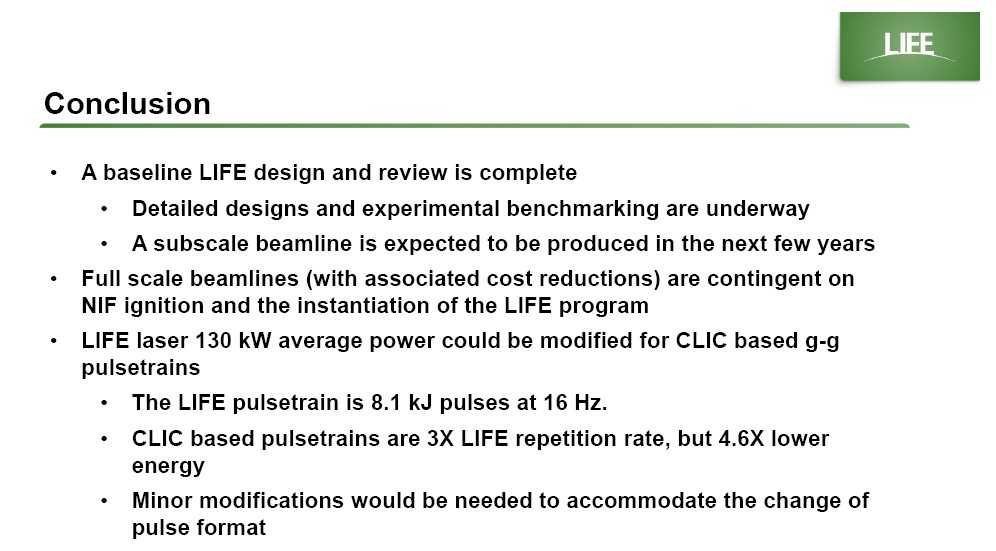 LIFE
Conclusion
• A baseline LIFE design and review is complete
• Detailed designs and experimental benchmarking are underway
• A subscale beamline is expected to be produced in the next few years
• Full scale beamlines (with associated cost reductions) are contingent on
NIF ignition and the instantiation of the LIFE program
• LIFE laser 130 kW average power could be modified for CLIC based g-g
pulsetrains
• The LIFE pulsetrain is 8.1 kJ pulses at 16 Hz.
• CLIC based pulsetrains are 3X LIFE repetition rate, but 4.6X lower
energy
• Minor modifications would be needed to accommodate the change of
pulse format